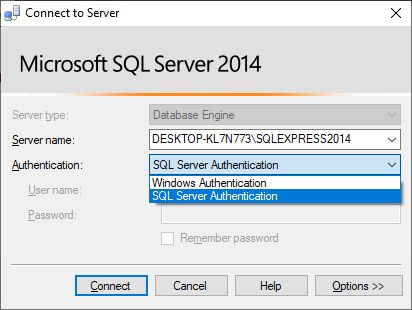 Connect to Server
Microsoft SQL Server 2014
Server type: Database Engine
Server name: DESKTOP-KL7N773\SQLEXPRESS2014
Authentication: SQL Server Authentication
Windows Authentication
User name: SQL Server Authentication
Password:
Remember password
Connect Cancel Help Options >>